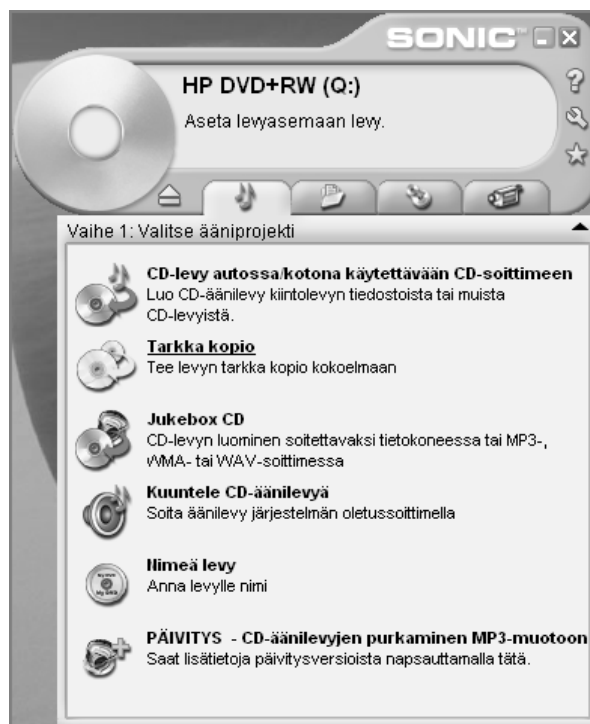 SONIC™
HP DVD+RW (Q:)
Aseta levyasemaan levy.
Vaihe 1: Valitse ääniprojekti
CD-levy autossa/kotona käytettävään CD-soittimeen
Luo CD-äänilevy kiintolevyn tiedostoista tai muista
CD-levyistä.
Tarkka kopio
Tee levyn tarkka kopio kokoelmaan
Jukebox CD
CD-levyn luominen soitettavaksi tietokoneessa tai MP3-,
WMA- tai WAV-soittimessa
Kuuntele CD-äänilevyä
Soita äänilevy järjestelmän oletussoittimella
Nimeä levy
Anna levylle nimi
PÄIVITYS - CD-äänilevyjen purkaminen MP3-muotoon
Saat lisätietoja päivitysversioista napsauttamalla tätä.